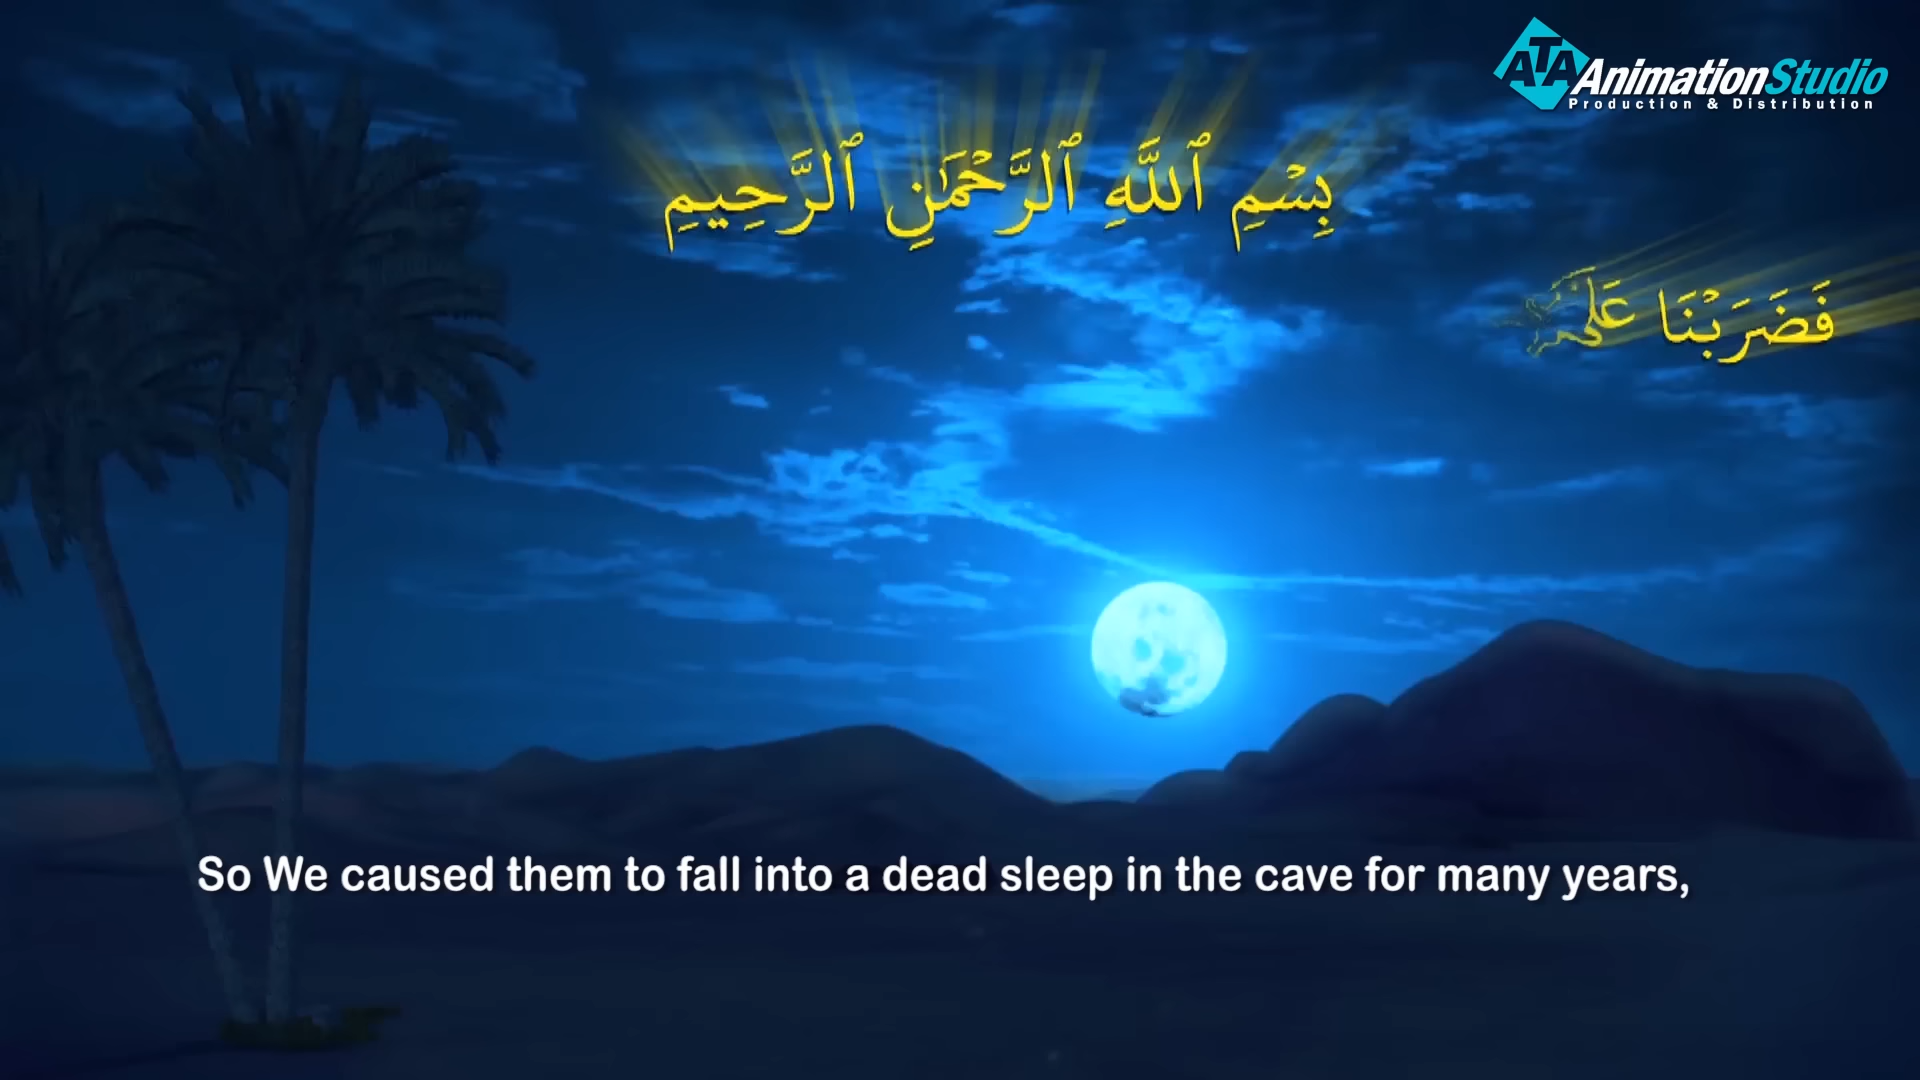 ATA AnimationStudio
Production & Distribution
بِسْمِ ٱللَّهِ ٱلرَّحْمَٰنِ ٱلرَّحِيمِ
فَضَرَبْنَا
So We caused them to fall into a dead sleep in the cave for many years,